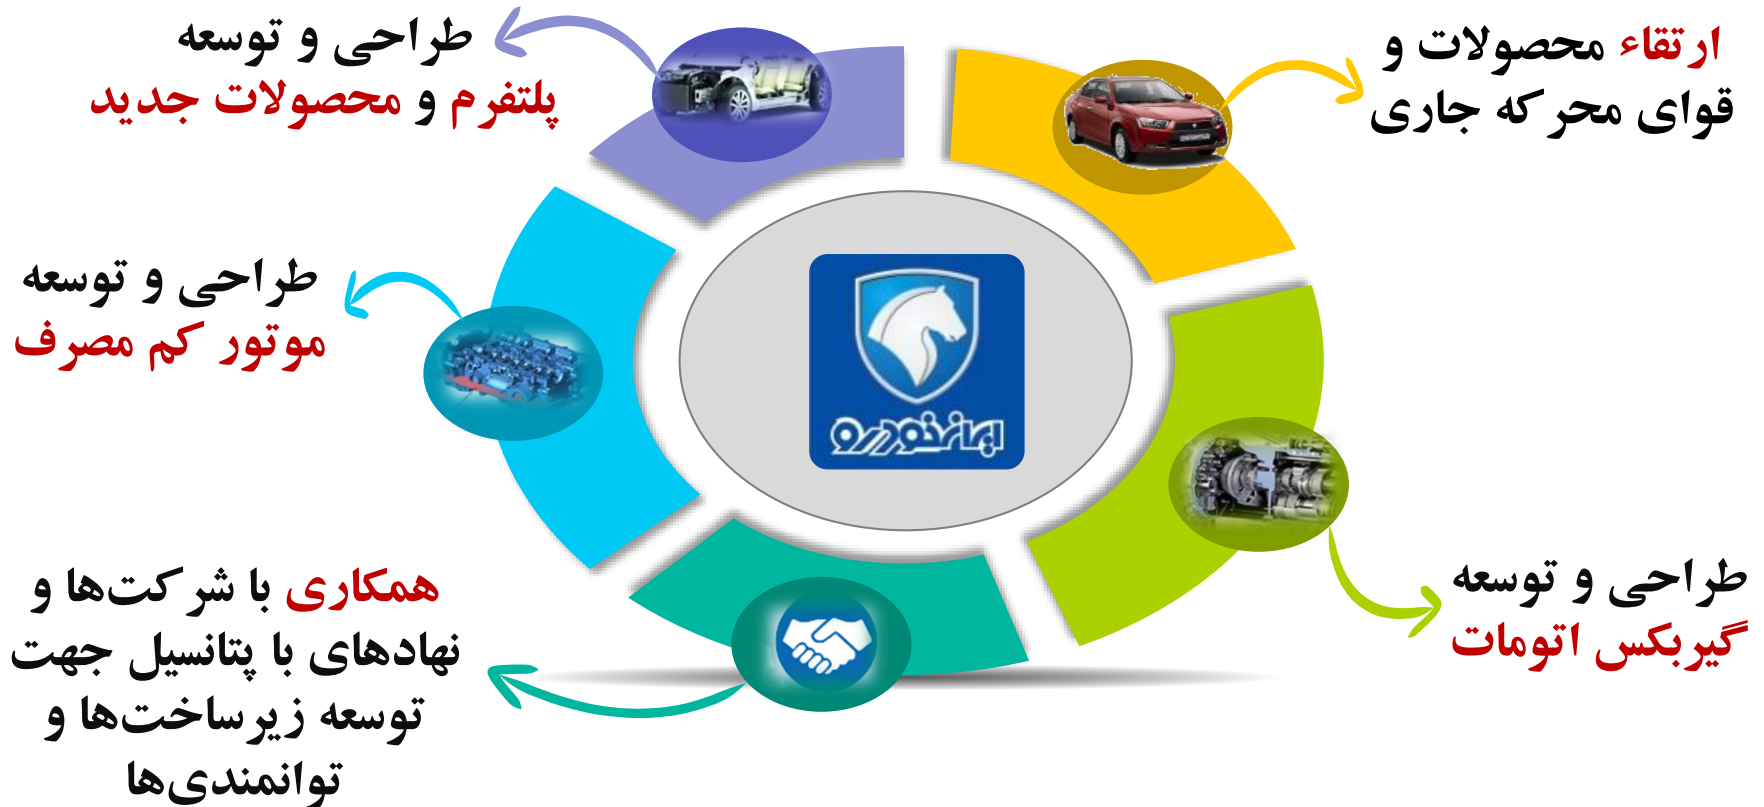 ارتقاء محصولات و
قوای محرکه جاری
طراحی و توسعه
گیربکس اتومات
همکاری با شرکت‌ها و
نهادهای با پتانسیل جهت
توسعه زیرساخت‌ها و
توانمندی‌ها
طراحی و توسعه
موتور کم مصرف
طراحی و توسعه
پلتفرم و محصولات جدید
ایران‌خودرو